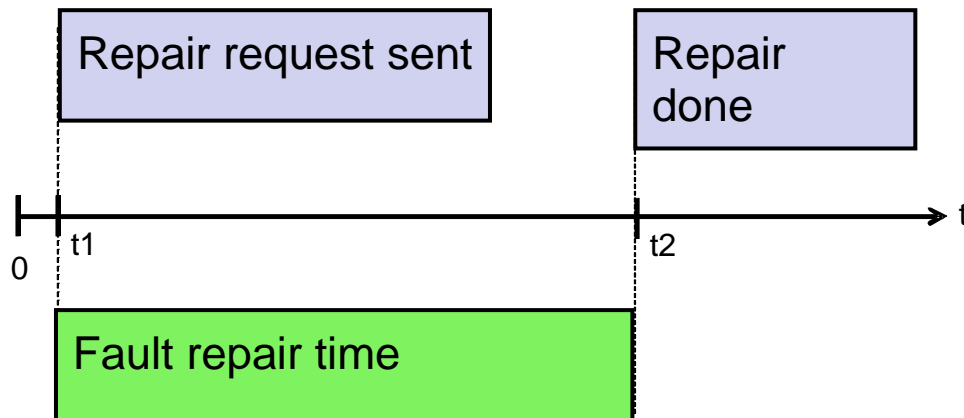 Repair request sent
Repair
done
t
t1
t2
0
Fault repair time